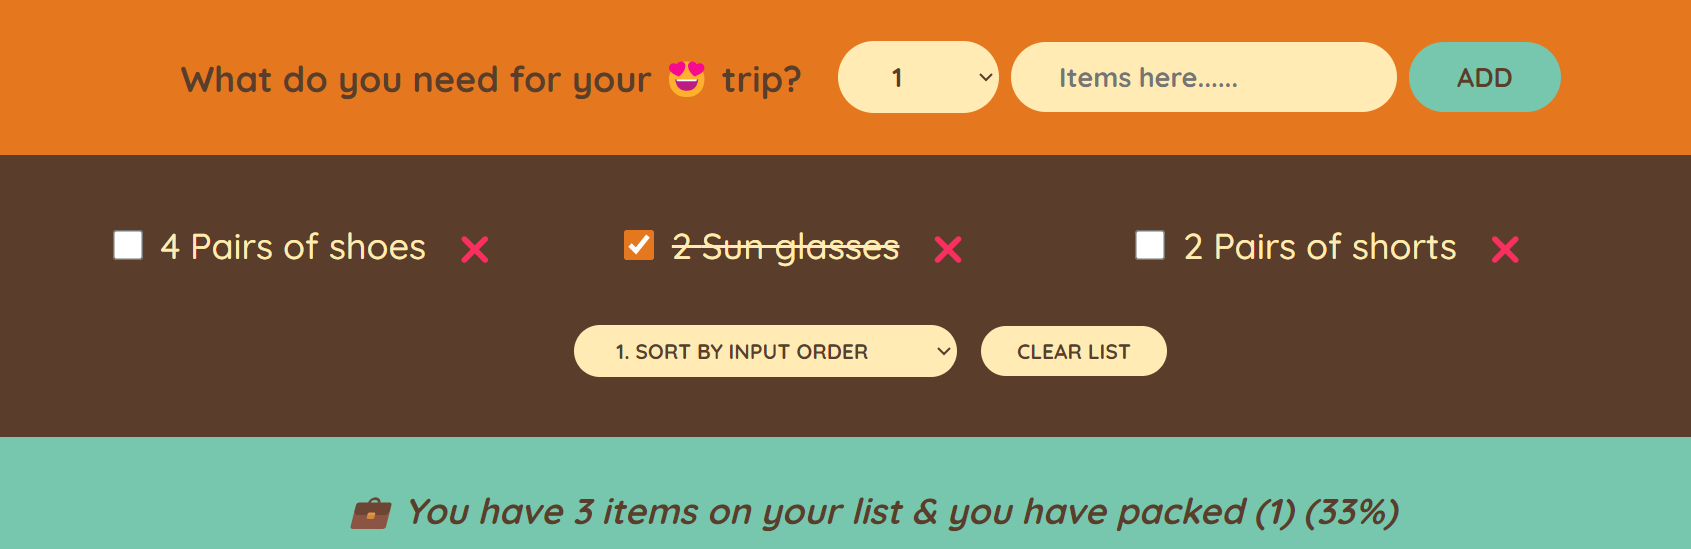 What do you need for your 😍 trip? 1 Items here...... ADD
4 Pairs of shoes ❌ 2 Sun glasses ❌ 2 Pairs of shorts ❌
1. SORT BY INPUT ORDER CLEAR LIST
💼 You have 3 items on your list & you have packed (1) (33%)